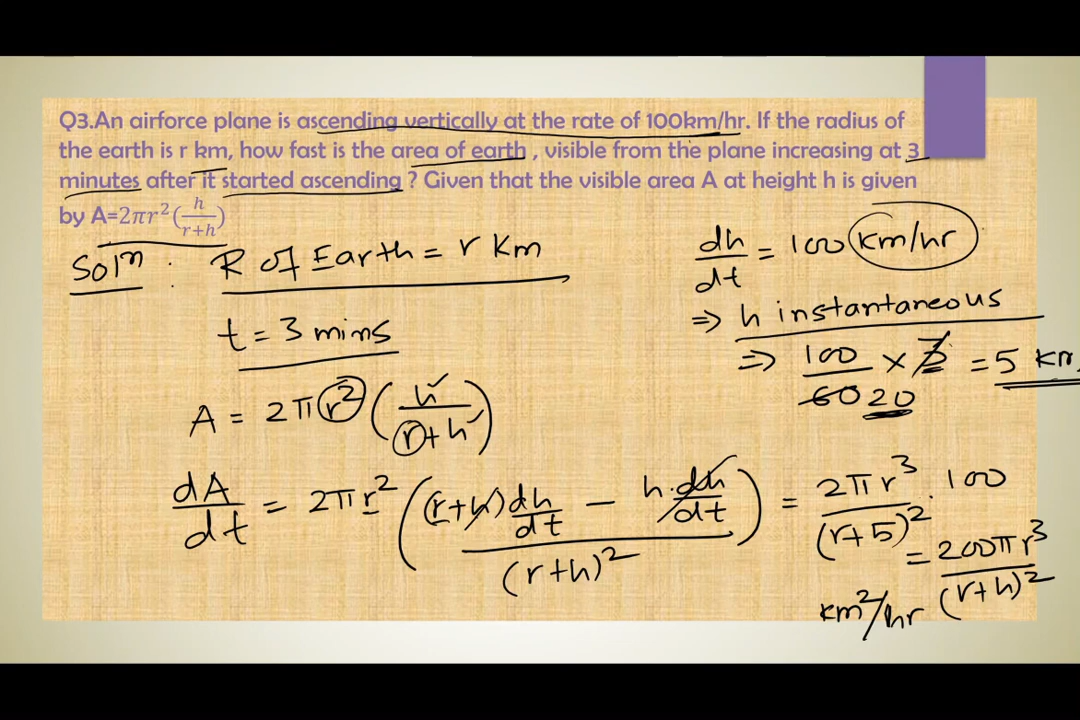 Q3.An airforce plane is ascending vertically at the rate of 100km/hr. If the radius of
the earth is r km, how fast is the area of earth , visible from the plane increasing at 3
minutes after it started ascending ? Given that the visible area A at height h is given
by A=2πr²(h/(r+h))
Solⁿ : R of Earth = r Km
t = 3 mins
A = 2πr² (h/(r+h))
dA/dt = 2πr² (((r+h)dh/dt − h.dh/dt)/(r+h)²) = 2πr³/(r+5)² . 100
= 200πr³/(r+h)²
km²/hr
dh/dt = 100 km/hr
⇒ h instantaneous
⇒ 100/60 20 × 3 = 5 km